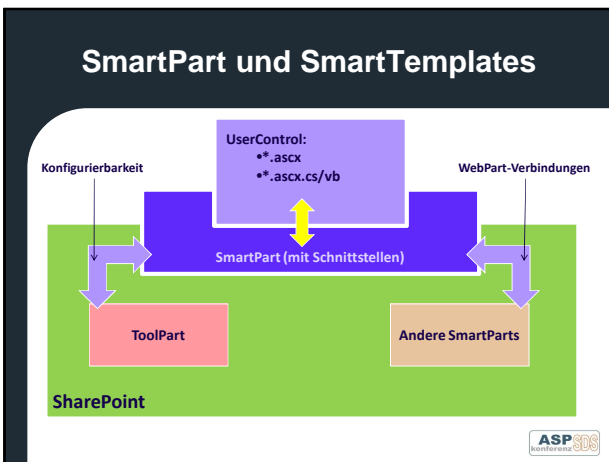 SmartPart und SmartTemplates
UserControl:
•*.ascx
•*.ascx.cs/vb
Konfigurierbarkeit
WebPart-Verbindungen
SmartPart (mit Schnittstellen)
ToolPart
Andere SmartParts
SharePoint
ASP SDS
konferenz